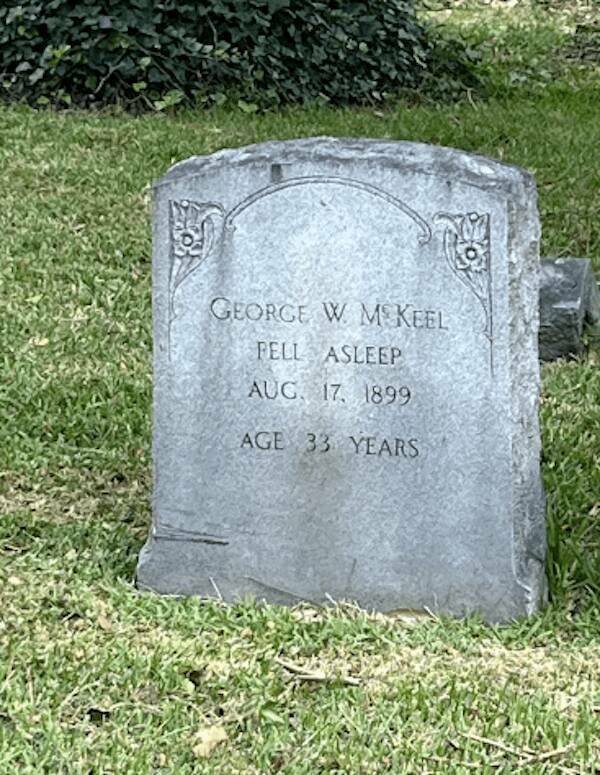 GEORGE W. McKEEL
FELL ASLEEP
AUG. 17, 1899
AGE 33 YEARS